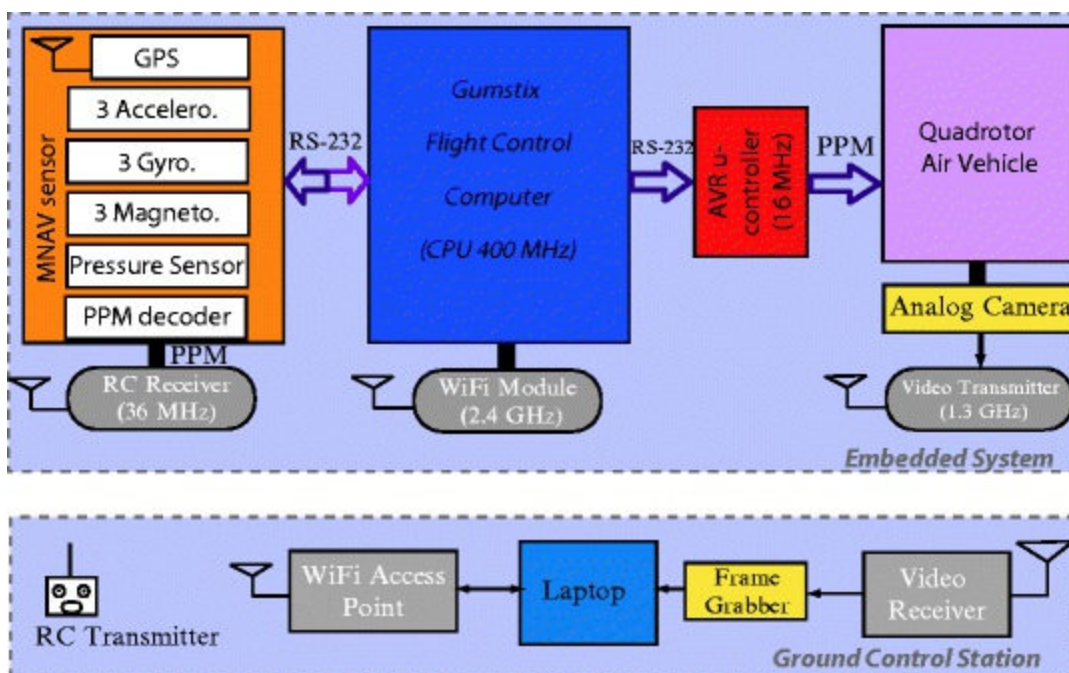 MNAV sensor
GPS
3 Accelero.
3 Gyro.
3 Magneto.
Pressure Sensor
PPM decoder
PPM
RC Receiver
(36 MHz)
RS-232
Gumstix
Flight Control
Computer
(CPU 400 MHz)
WiFi Module
(2.4 GHz)
RS-232
AVR u-
controller
(16 MHz)
PPM
Quadrotor
Air Vehicle
Analog Camera
Video Transmitter
(1.3 GHz)
Embedded System
RC Transmitter
WiFi Access
Point
Laptop
Frame
Grabber
Video
Receiver
Ground Control Station